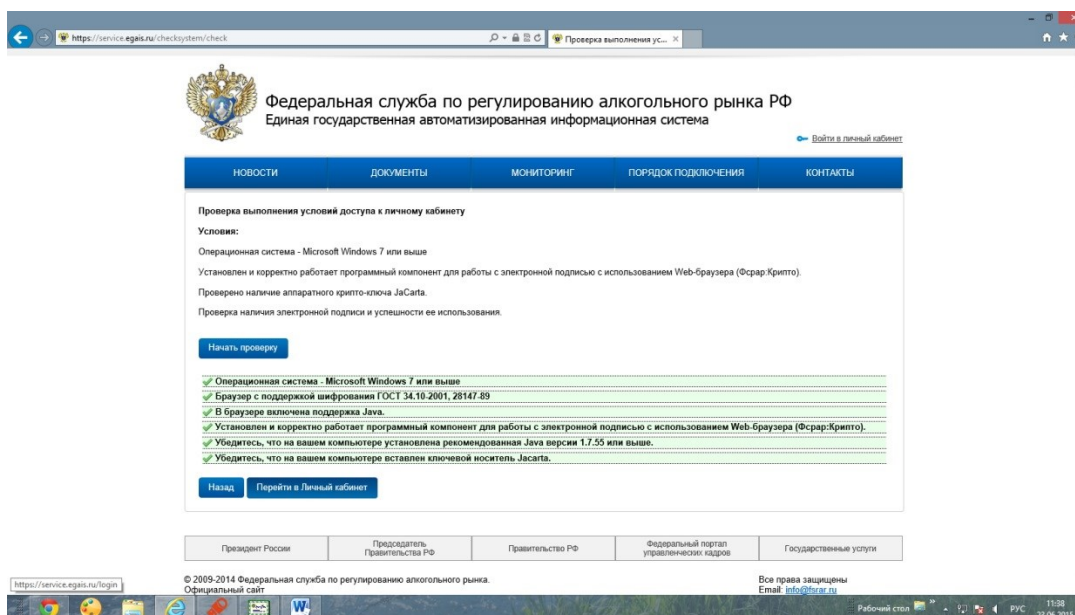 https://service.egais.ru/checksystem/check
Проверка выполнения ус...
Федеральная служба по регулированию алкогольного рынка РФ
Единая государственная автоматизированная информационная система
Войти в личный кабинет
НОВОСТИ ДОКУМЕНТЫ МОНИТОРИНГ ПОРЯДОК ПОДКЛЮЧЕНИЯ КОНТАКТЫ
Проверка выполнения условий доступа к личному кабинету
Условия:
Операционная система - Microsoft Windows 7 или выше
Установлен и корректно работает программный компонент для работы с электронной подписью с использованием Web-браузера (Фсрар:Крипто).
Проверено наличие аппаратного крипто-ключа JaCarta.
Проверка наличия электронной подписи и успешности ее использования.
Начать проверку
Операционная система - Microsoft Windows 7 или выше
Браузер с поддержкой шифрования ГОСТ 34.10-2001, 28147-89
В браузере включена поддержка Java.
Установлен и корректно работает программный компонент для работы с электронной подписью с использованием Web-браузера (Фсрар:Крипто).
Убедитесь, что на вашем компьютере установлена рекомендованная Java версии 1.7.55 или выше.
Убедитесь, что на вашем компьютере вставлен ключевой носитель Jacarta.
Назад Перейти в Личный кабинет
Президент России Председатель Правительства РФ Правительство РФ Федеральный портал управленческих кадров Государственные услуги
© 2009-2014 Федеральная служба по регулированию алкогольного рынка.
Официальный сайт
Все права защищены
Email: info@fsrar.ru
https://service.egais.ru/login
Рабочий стол РУС 11:38
23.06.2015